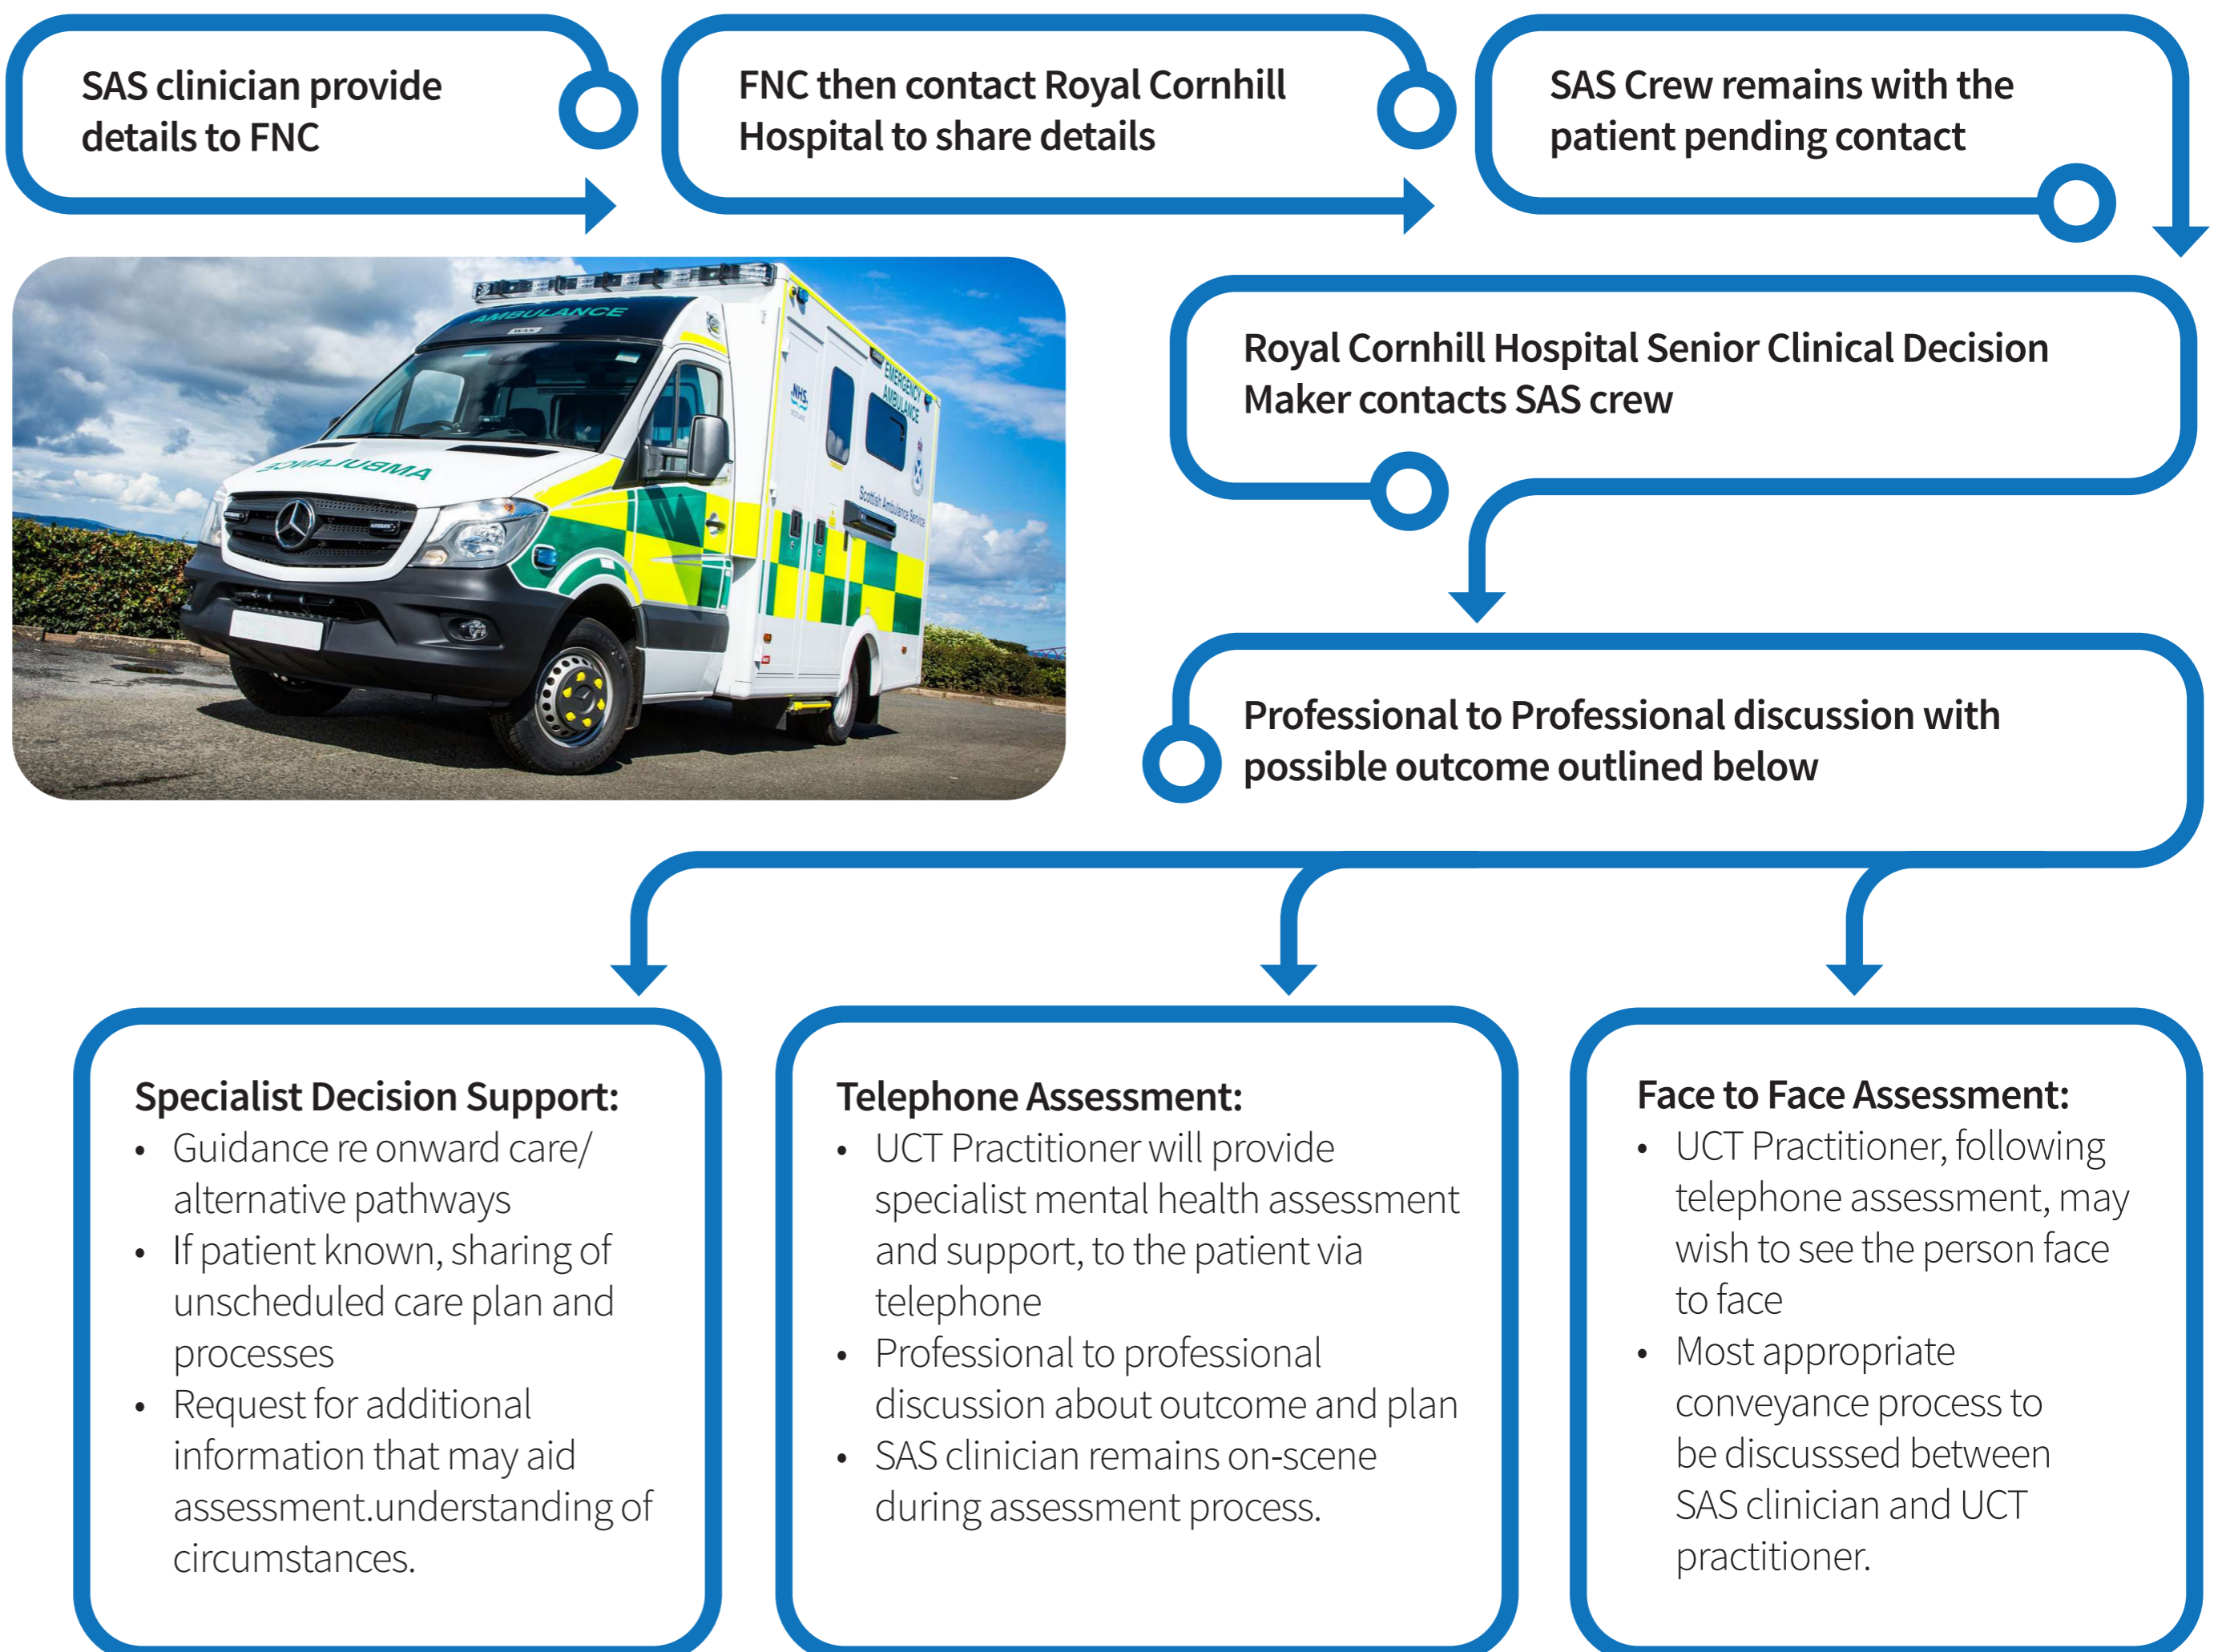 SAS clinician provide
details to FNC
FNC then contact Royal Cornhill
Hospital to share details
SAS Crew remains with the
patient pending contact
AMBULANCE
WAS
AMBULANCE
NHS
SCOTLAND
EMERGENCY
AMBULANCE
Scottish Ambulance Service
Royal Cornhill Hospital Senior Clinical Decision
Maker contacts SAS crew
Professional to Professional discussion with
possible outcome outlined below
Specialist Decision Support:
• Guidance re onward care/
alternative pathways
• If patient known, sharing of
unscheduled care plan and
processes
• Request for additional
information that may aid
assessment.understanding of
circumstances.
Telephone Assessment:
• UCT Practitioner will provide
specialist mental health assessment
and support, to the patient via
telephone
• Professional to professional
discussion about outcome and plan
• SAS clinician remains on-scene
during assessment process.
Face to Face Assessment:
• UCT Practitioner, following
telephone assessment, may
wish to see the person face
to face
• Most appropriate
conveyance process to
be discusssed between
SAS clinician and UCT
practitioner.